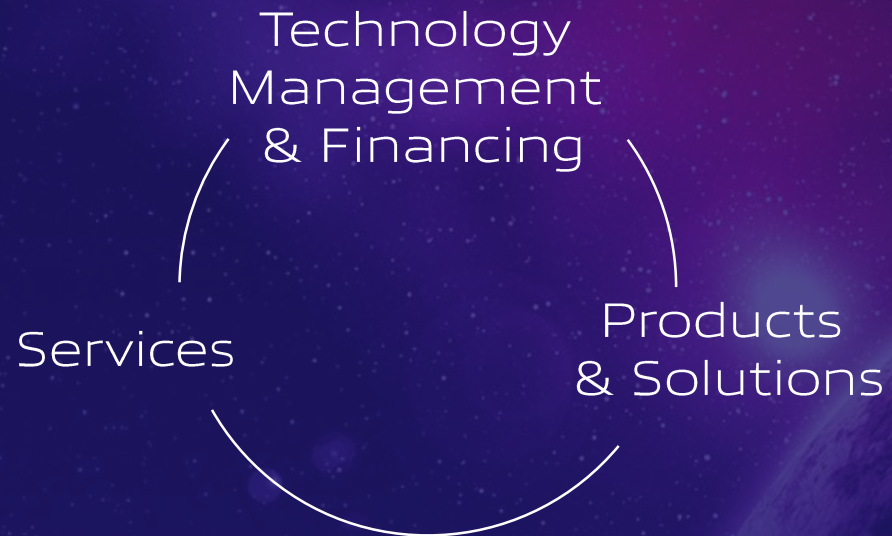 Technology
Management
& Financing
Services
Products
& Solutions